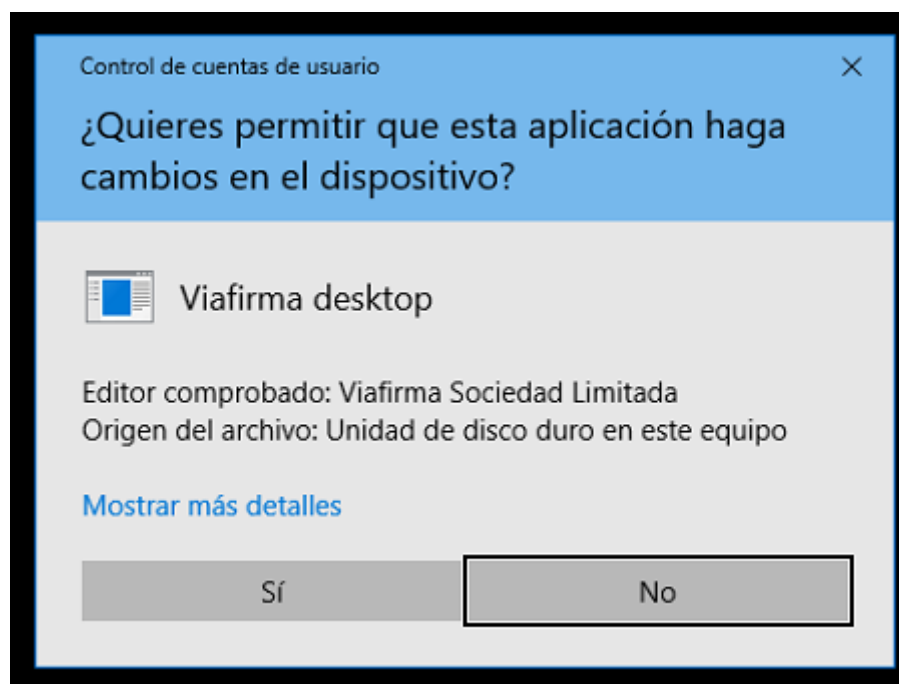 Control de cuentas de usuario
¿Quieres permitir que esta aplicación haga
cambios en el dispositivo?
Viafirma desktop
Editor comprobado: Viafirma Sociedad Limitada
Origen del archivo: Unidad de disco duro en este equipo
Mostrar más detalles
Sí
No